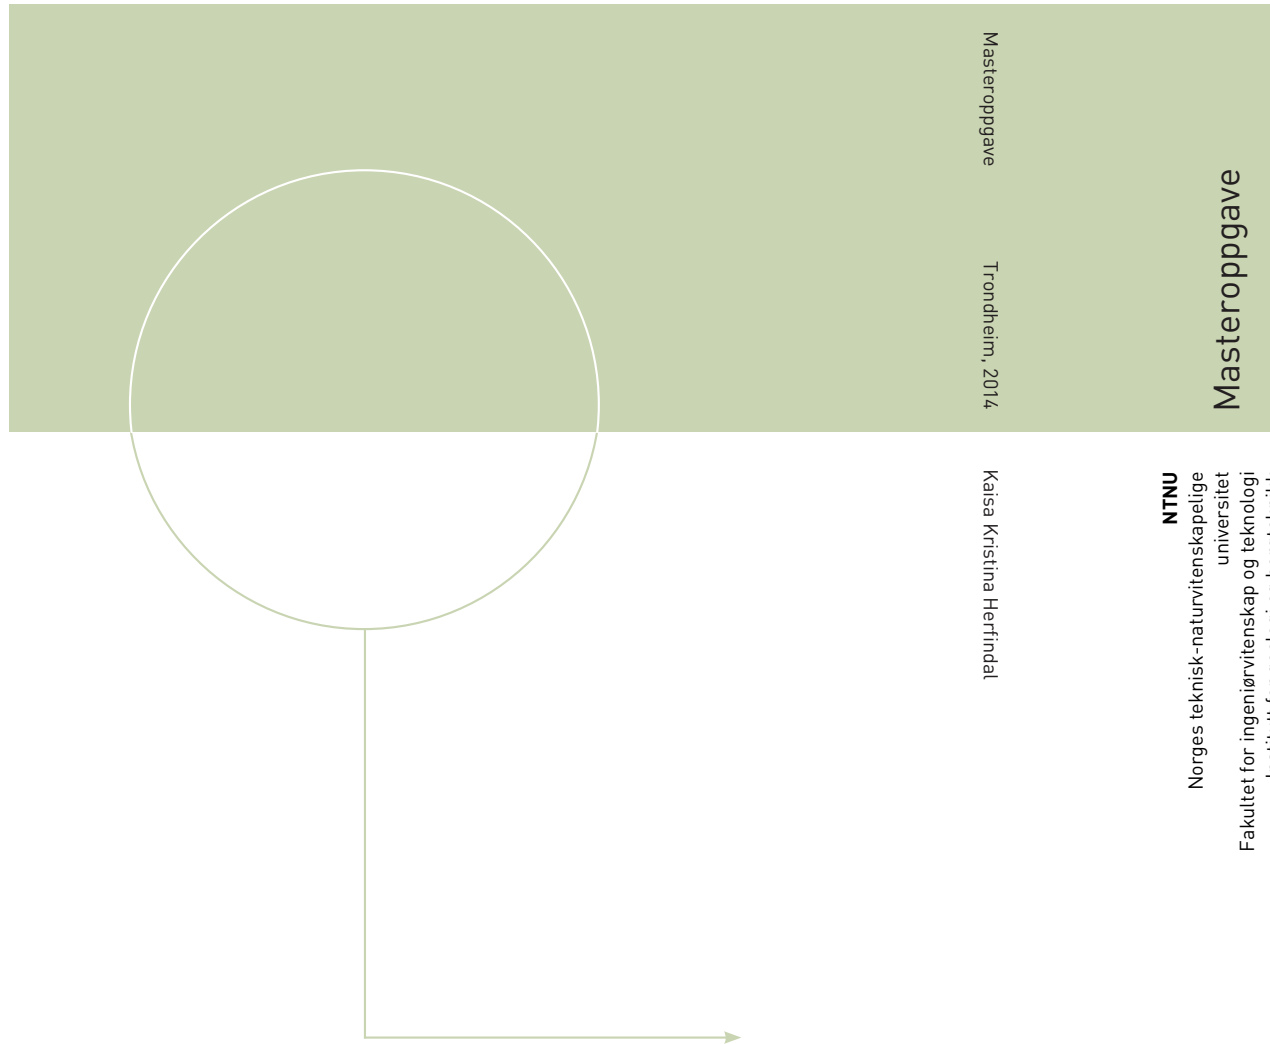 Masteroppgave
Trondheim, 2014
Kaisa Kristina Herfindal
Masteroppgave
NTNU
Norges teknisk-naturvitenskapelige
universitet
Fakultet for ingeniørvitenskap og teknologi